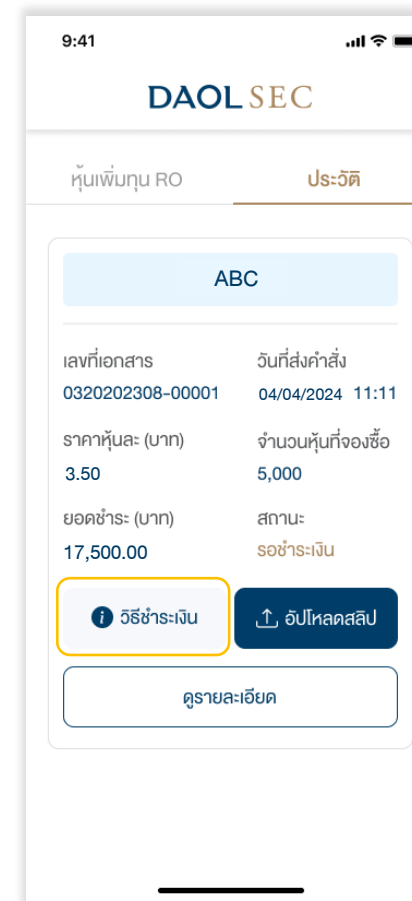 9:41
DAOL SEC
หุ้นเพิ่มทุน RO ประวัติ
ABC
เลขที่เอกสาร วันที่ส่งคำสั่ง
0320202308-00001 04/04/2024 11:11
ราคาหุ้นละ (บาท) จำนวนหุ้นที่จองซื้อ
3.50 5,000
ยอดชำระ (บาท) สถานะ
17,500.00 รอชำระเงิน
วิธีชำระเงิน อัปโหลดสลิป
ดูรายละเอียด